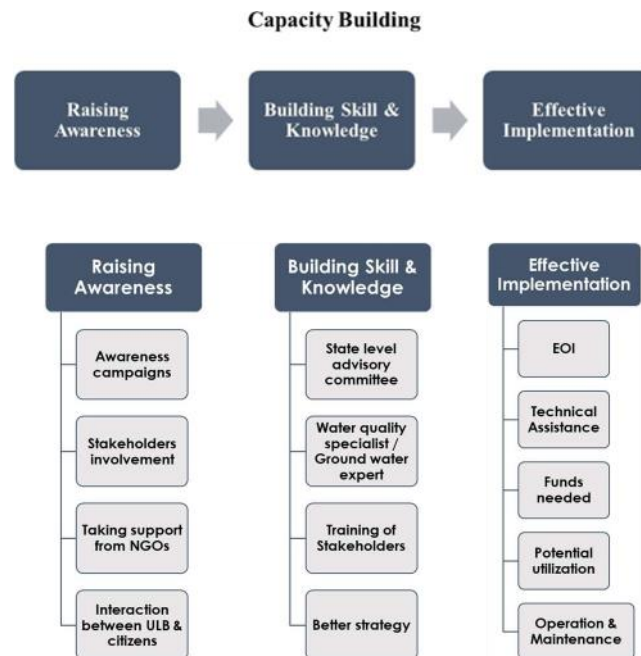 Capacity Building
Raising
Awareness
Building Skill &
Knowledge
Effective
Implementation
Raising
Awareness
Awareness
campaigns
Stakeholders
involvement
Taking support
from NGOs
Interaction
between ULB &
citizens
Building Skill &
Knowledge
State level
advisory
committee
Water quality
specialist /
Ground water
expert
Training of
Stakeholders
Better strategy
Effective
Implementation
EOI
Technical
Assistance
Funds
needed
Potential
utilization
Operation &
Maintenance